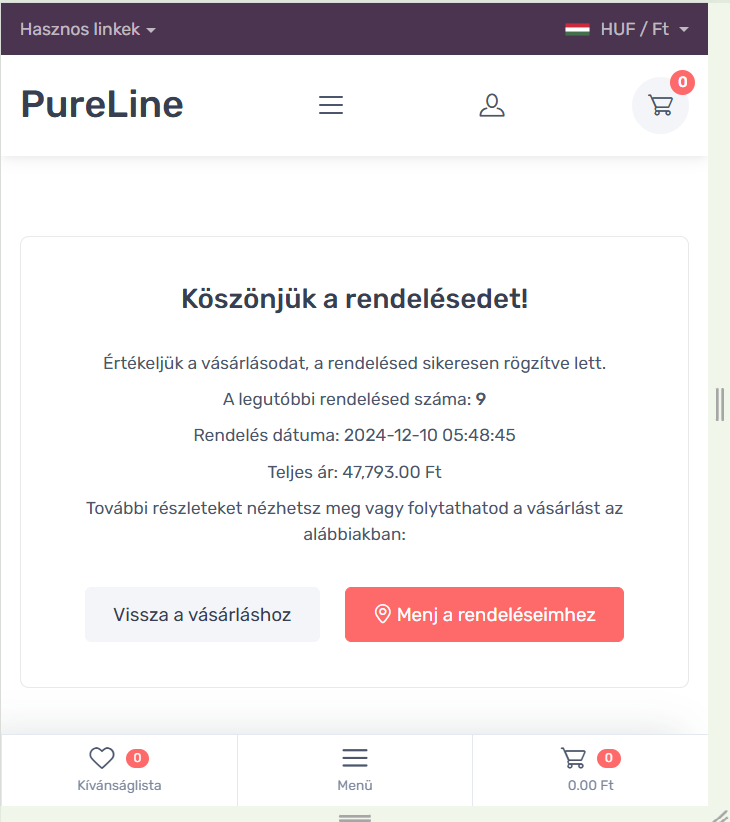 Hasznos linkek
HUF / Ft
PureLine
0
Köszönjük a rendelésedet!
Értékeljük a vásárlásodat, a rendelésed sikeresen rögzítve lett.
A legutóbbi rendelésed száma: 9
Rendelés dátuma: 2024-12-10 05:48:45
Teljes ár: 47,793.00 Ft
További részleteket nézhetsz meg vagy folytathatod a vásárlást az
alábbiakban:
Vissza a vásárláshoz
Menj a rendeléseimhez
0
Kívánságlista
Menü
0
0.00 Ft